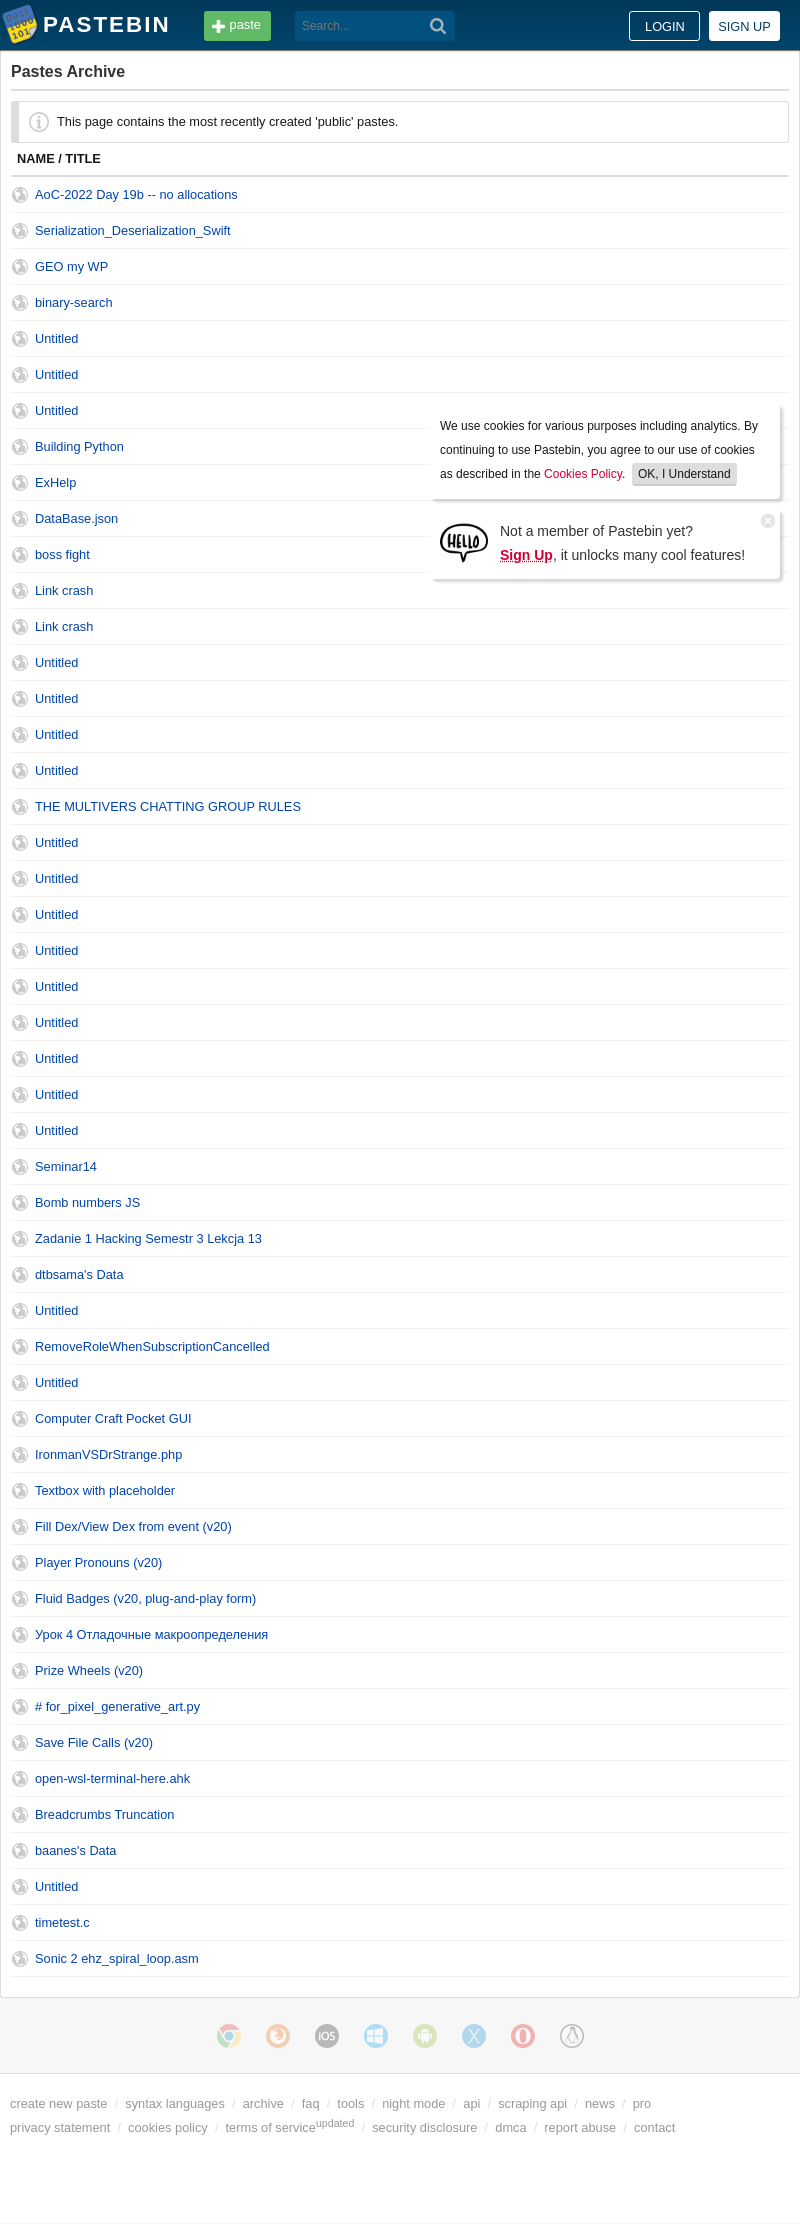 PASTEBIN
paste
Search...
LOGIN
SIGN UP
Pastes Archive
This page contains the most recently created 'public' pastes.
NAME / TITLE
AoC-2022 Day 19b -- no allocations
Serialization_Deserialization_Swift
GEO my WP
binary-search
Untitled
Untitled
Untitled
Building Python
ExHelp
DataBase.json
boss fight
Link crash
Link crash
We use cookies for various purposes including analytics. By
continuing to use Pastebin, you agree to our use of cookies
as described in the Cookies Policy. OK, I Understand
HELLO
Not a member of Pastebin yet?
Sign Up, it unlocks many cool features!
Untitled
Untitled
Untitled
Untitled
THE MULTIVERS CHATTING GROUP RULES
Untitled
Untitled
Untitled
Untitled
Untitled
Untitled
Untitled
Untitled
Untitled
Seminar14
Bomb numbers JS
Zadanie 1 Hacking Semestr 3 Lekcja 13
dtbsama's Data
Untitled
RemoveRoleWhenSubscriptionCancelled
Untitled
Computer Craft Pocket GUI
IronmanVSDrStrange.php
Textbox with placeholder
Fill Dex/View Dex from event (v20)
Player Pronouns (v20)
Fluid Badges (v20, plug-and-play form)
Урок 4 Отладочные макроопределения
Prize Wheels (v20)
# for_pixel_generative_art.py
Save File Calls (v20)
open-wsl-terminal-here.ahk
Breadcrumbs Truncation
baanes's Data
Untitled
timetest.c
Sonic 2 ehz_spiral_loop.asm
iOS
create new paste / syntax languages / archive / faq / tools / night mode / api / scraping api / news / pro
privacy statement / cookies policy / terms of service updated / security disclosure / dmca / report abuse / contact